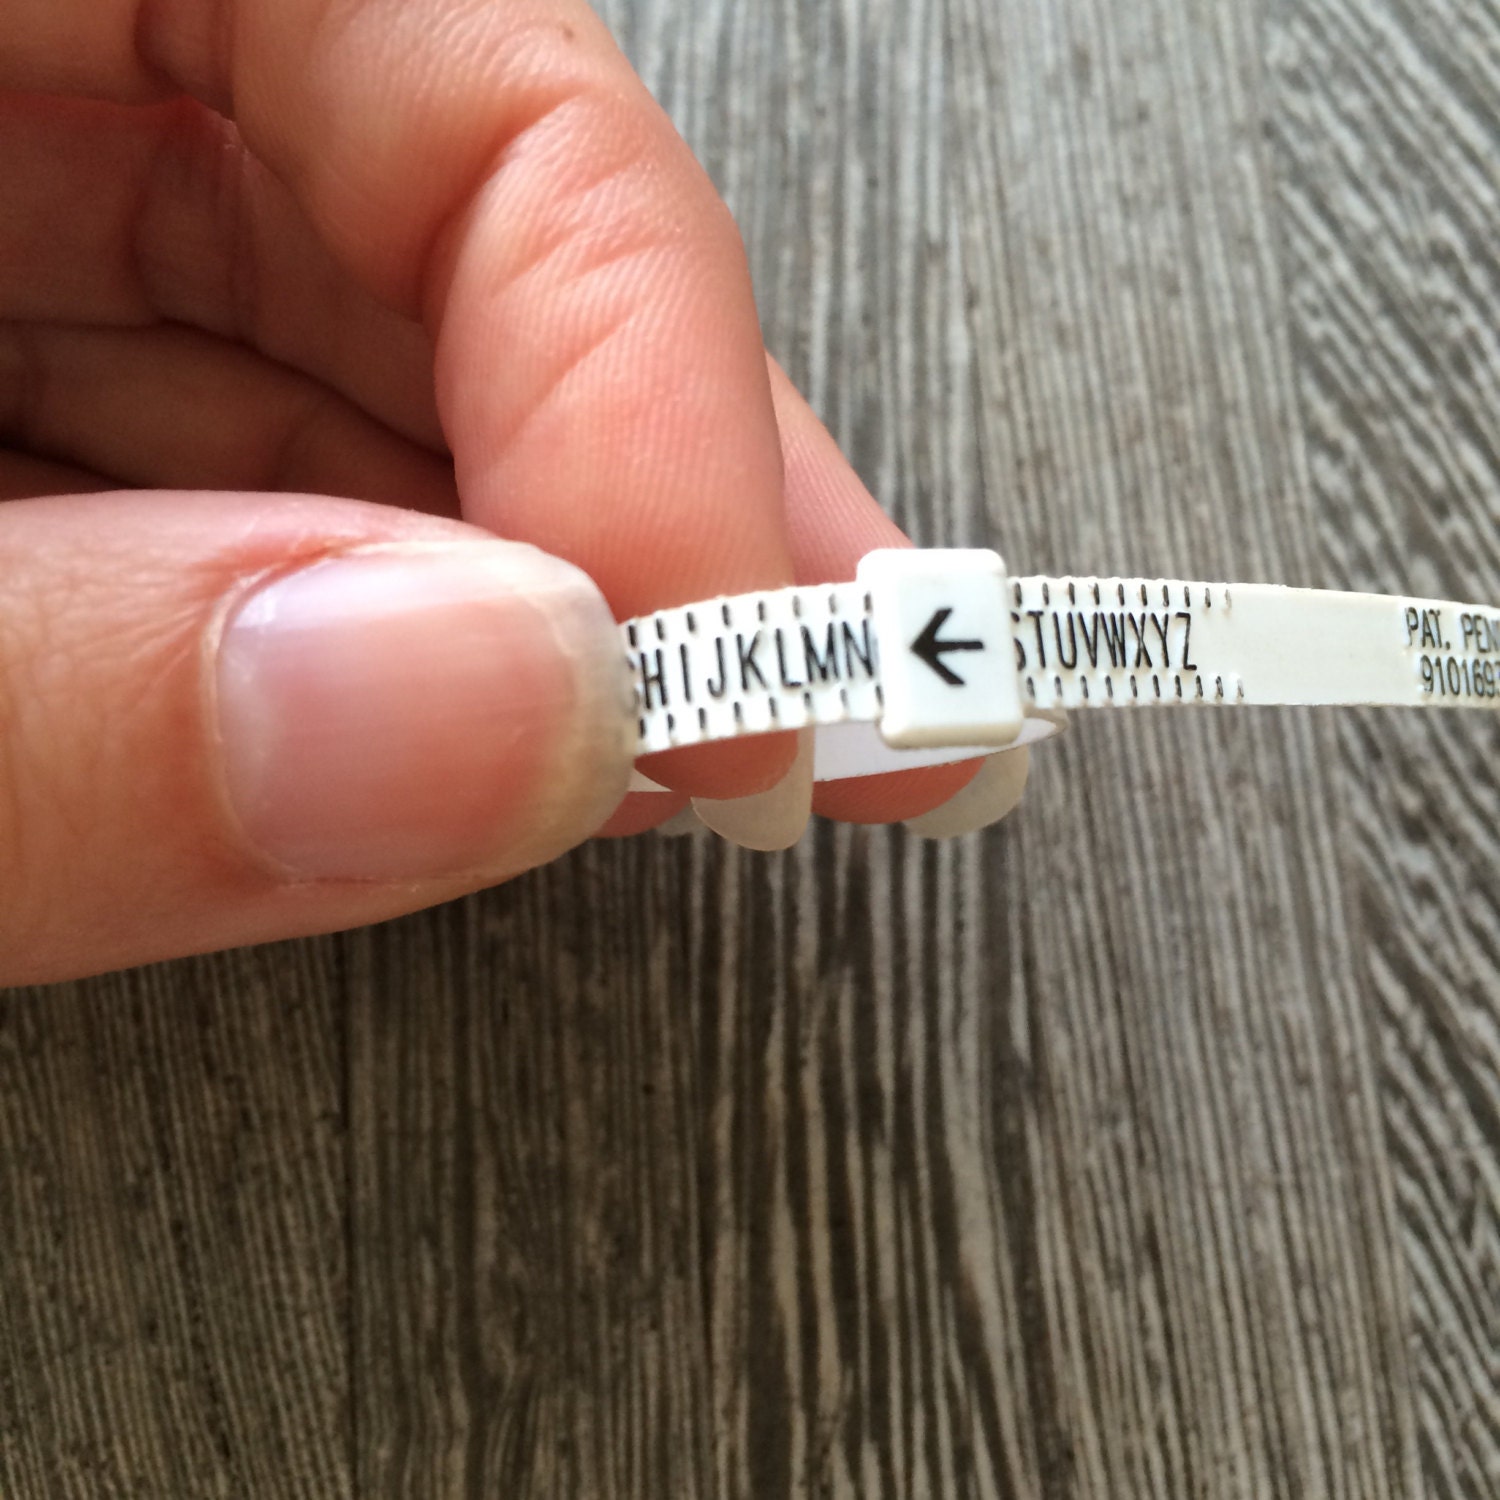 HIJKLMN ← STUVWXYZ
PAT. PEN
910169